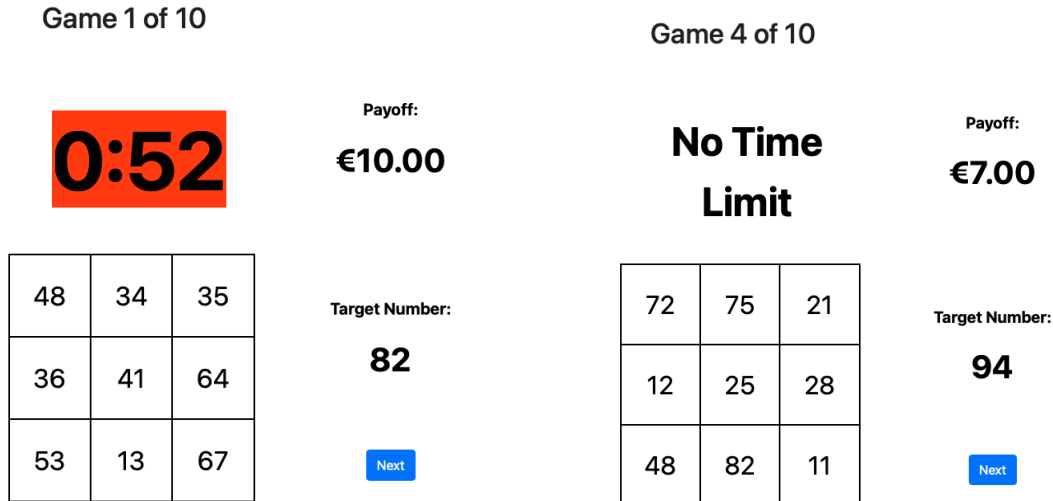 Game 1 of 10
0:52
Payoff:
€10.00
48 34 35
36 41 64
53 13 67
Target Number:
82
Next
Game 4 of 10
No Time
Limit
Payoff:
€7.00
72 75 21
12 25 28
48 82 11
Target Number:
94
Next